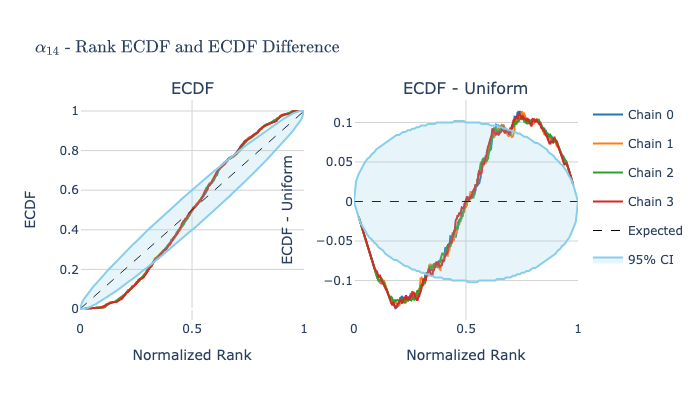 α₁₄ - Rank ECDF and ECDF Difference
ECDF
ECDF - Uniform
1
0.8
0.6
0.4
0.2
0
ECDF
0
0.5
1
Normalized Rank
0.1
0.05
0
−0.05
−0.1
ECDF - Uniform
0
0.5
1
Normalized Rank
Chain 0
Chain 1
Chain 2
Chain 3
Expected
95% CI